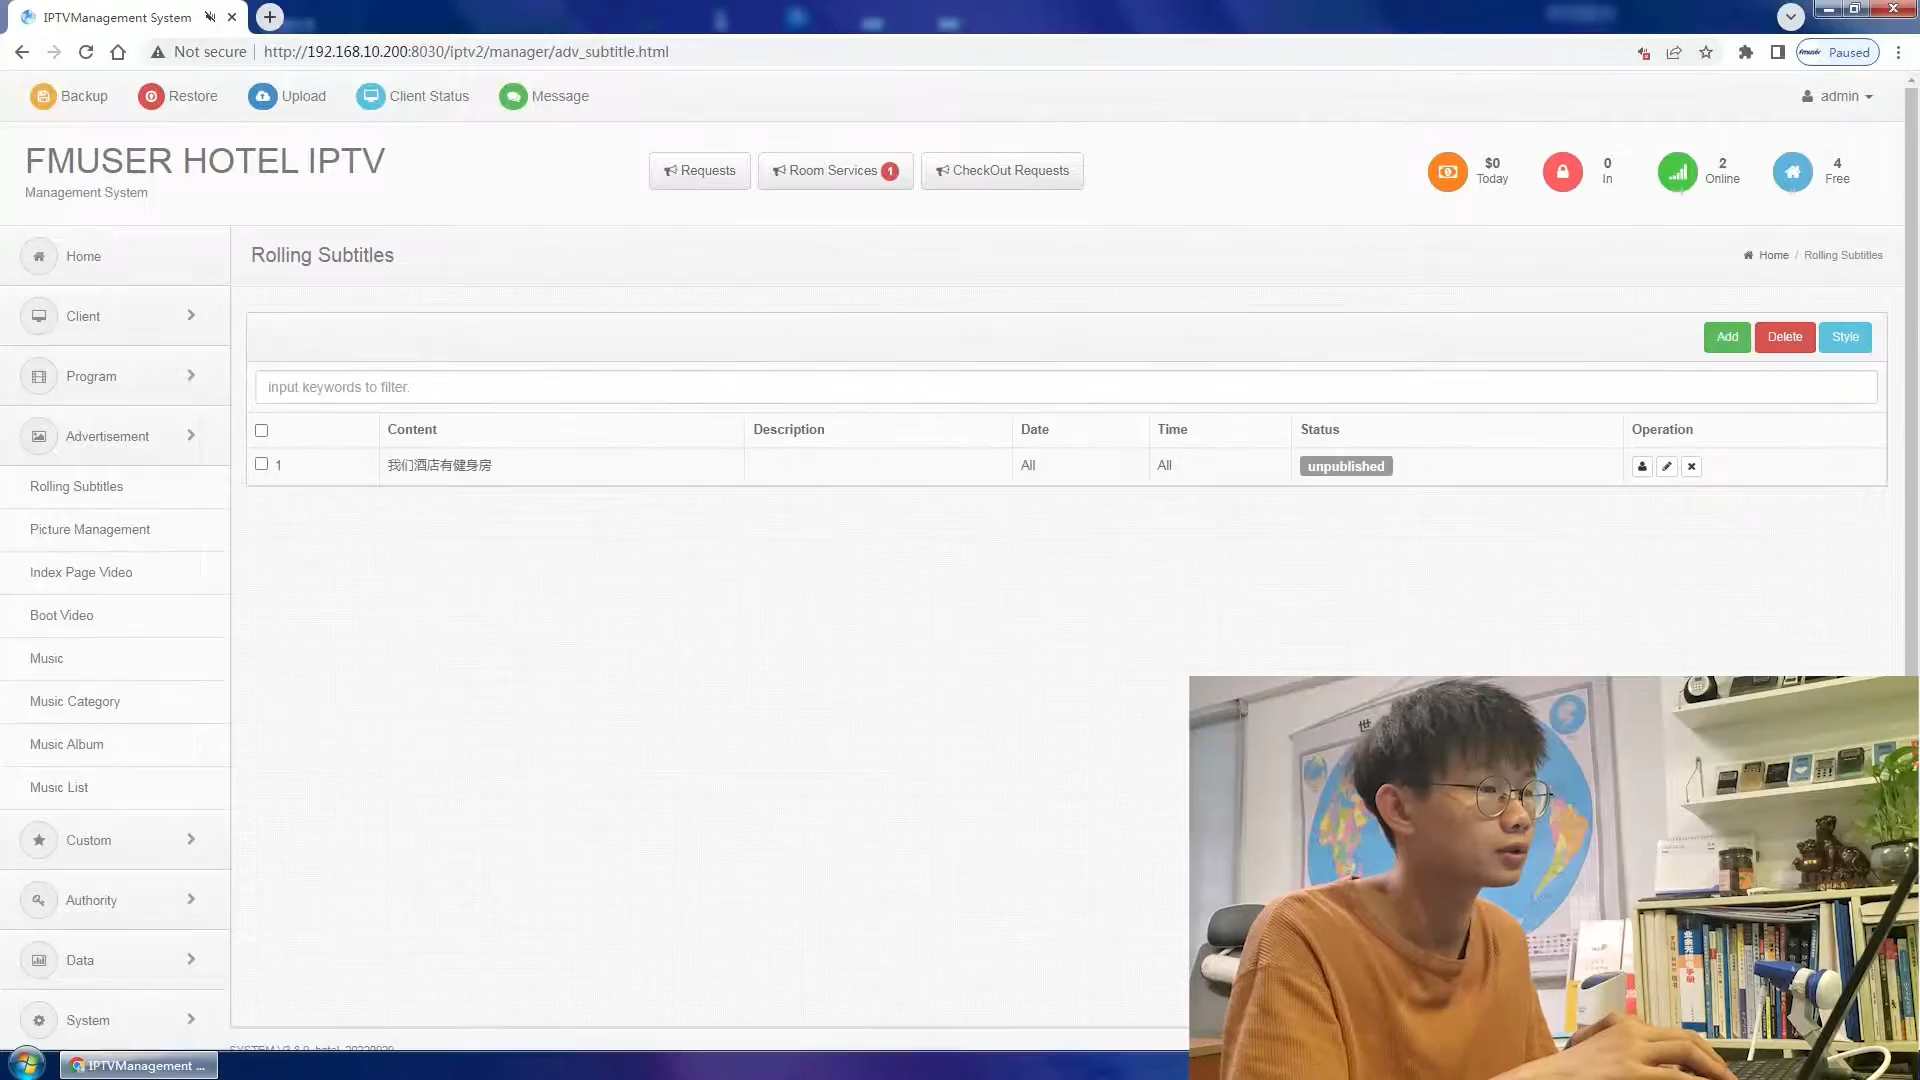 IPTVManagement System
Not secure
http://192.168.10.200:8030/iptv2/manager/adv_subtitle.html
Paused
Backup
Restore
Upload
Client Status
Message
admin
FMUSER HOTEL IPTV
Management System
Requests
Room Services 1
CheckOut Requests
$0
Today
0
In
2
Online
4
Free
Home
Client
Program
Advertisement
Rolling Subtitles
Picture Management
Index Page Video
Boot Video
Music
Music Category
Music Album
Music List
Custom
Authority
Data
System
Rolling Subtitles
Home / Rolling Subtitles
Add Delete Style
input keywords to filter.
Content Description Date Time Status Operation
1 我们酒店有健身房 All All unpublished
世
IPTVManagement ...